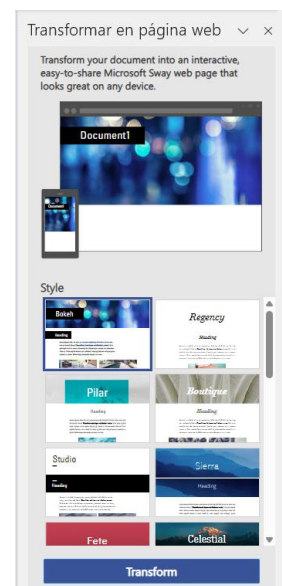 Transformar en página web
Transform your document into an interactive,
easy-to-share Microsoft Sway web page that
looks great on any device.
Document1
Document
Style
Bokeh
Heading
Regency
Heading
Pilar
Heading
Boutique
Heading
Studio
Heading
Sierra
Heading
Fete
Celestial
Transform